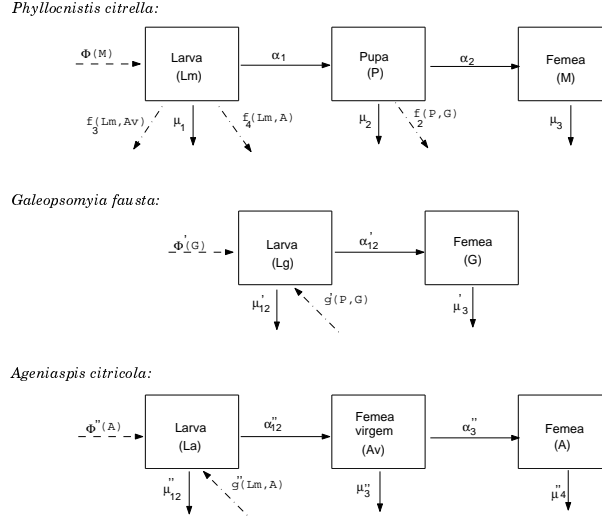 Phyllocnistis citrella:
Φ(M)
Larva
(Lm)
α1
Pupa
(P)
α2
Femea
(M)
f3(Lm,Av)
μ1
f4(Lm,A)
μ2
f2(P,G)
μ3
Galeopsomyia fausta:
Φ'(G)
Larva
(Lg)
α'12
Femea
(G)
μ'12
g'(P,G)
μ'3
Ageniaspis citricola:
Φ"(A)
Larva
(La)
α"12
Femea
virgem
(Av)
α"3
Femea
(A)
μ"12
g"(Lm,A)
μ"3
μ"4